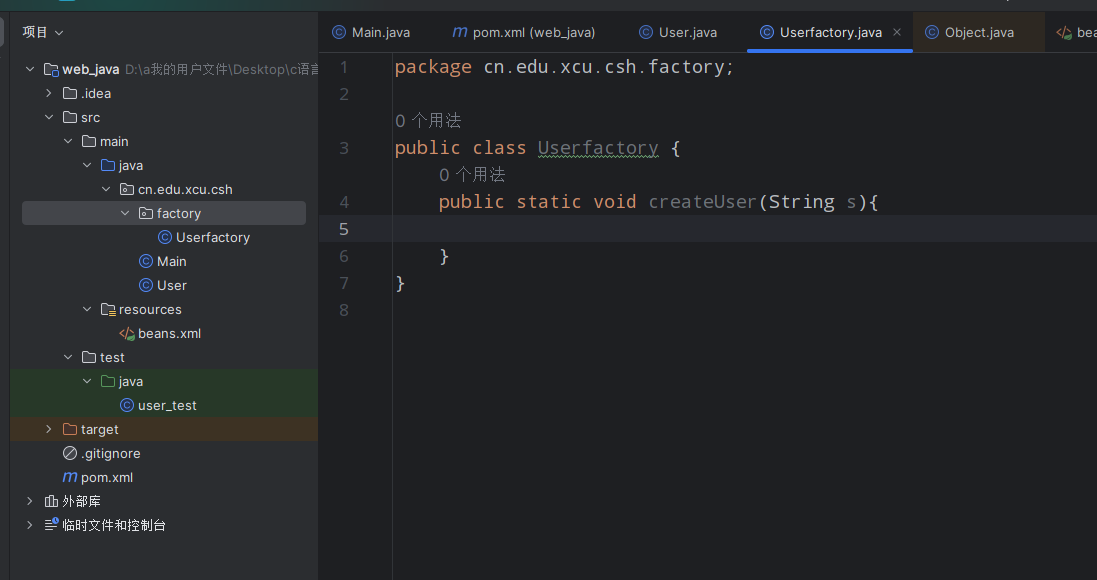 项目
Main.java
pom.xml (web_java)
User.java
Userfactory.java
Object.java
web_java D:\a我的用户文件\Desktop\c语言
.idea
src
main
java
cn.edu.xcu.csh
factory
Userfactory
Main
User
resources
beans.xml
test
java
user_test
target
.gitignore
pom.xml
外部库
临时文件和控制台
1 package cn.edu.xcu.csh.factory;
2
0 个用法
3 public class Userfactory {
0 个用法
4 public static void createUser(String s){
5
6 }
7 }
8